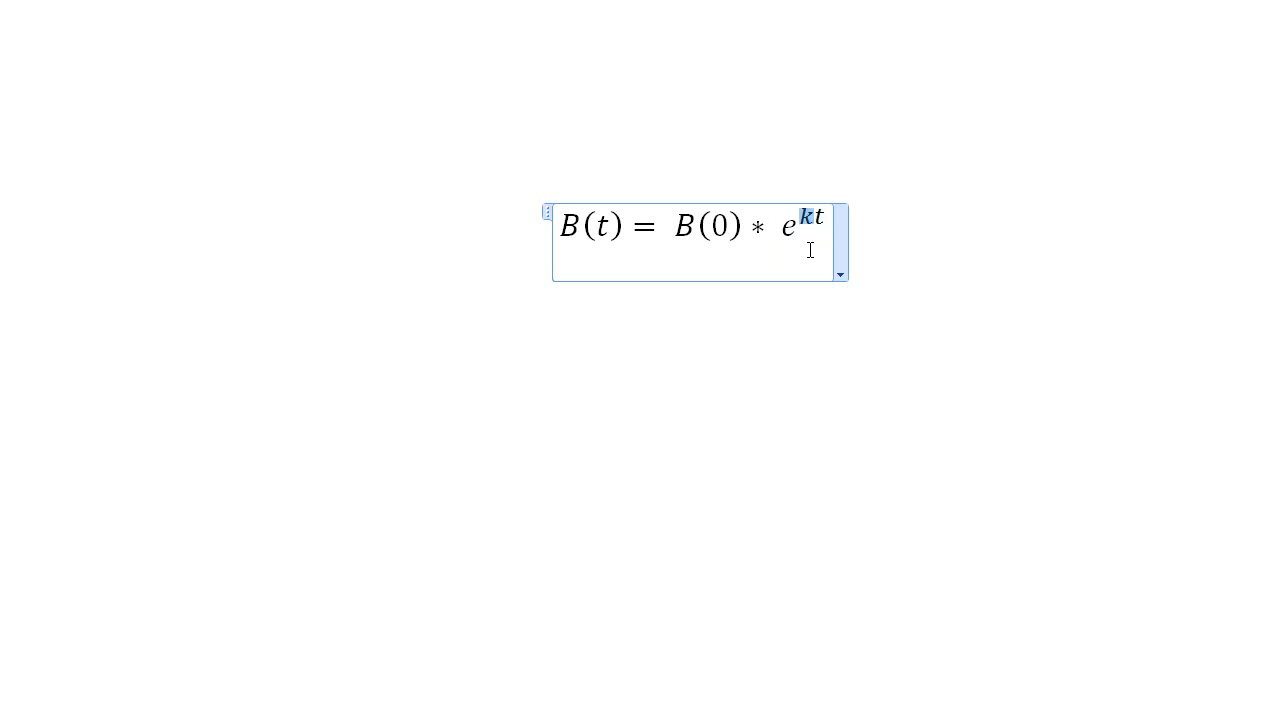 B(t) = B(0) ∗ e^{kt}